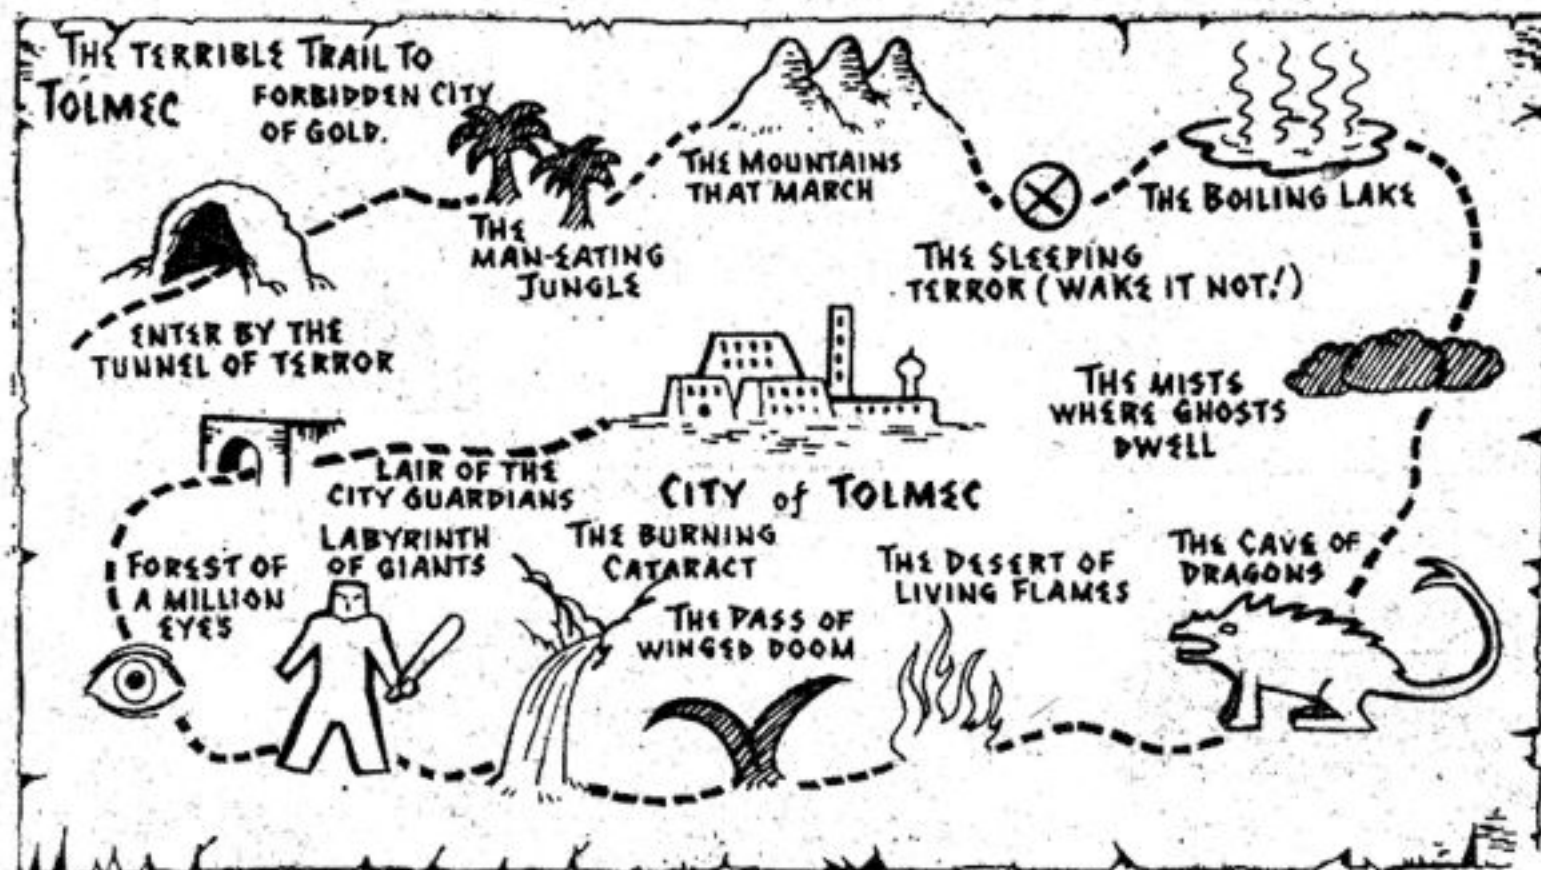 THE TERRIBLE TRAIL TO
TOLMEC
FORBIDDEN CITY
OF GOLD.
ENTER BY THE
TUNNEL OF TERROR
THE
MAN-EATING
JUNGLE
THE MOUNTAINS
THAT MARCH
THE SLEEPING
TERROR (WAKE IT NOT!)
THE BOILING LAKE
THE MISTS
WHERE GHOSTS
DWELL
THE CAVE OF
DRAGONS
THE DESERT OF
LIVING FLAMES
THE PASS OF
WINGED DOOM
THE BURNING
CATARACT
LABYRINTH
OF GIANTS
FOREST OF
A MILLION
EYES
LAIR OF THE
CITY GUARDIANS
CITY of TOLMEC